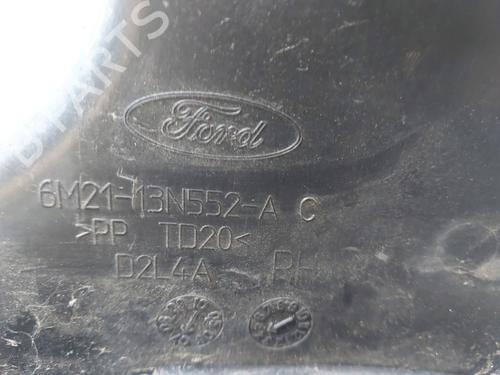 Ford
6M21-13N552-A C
>PP TD20<
D2L4A RH